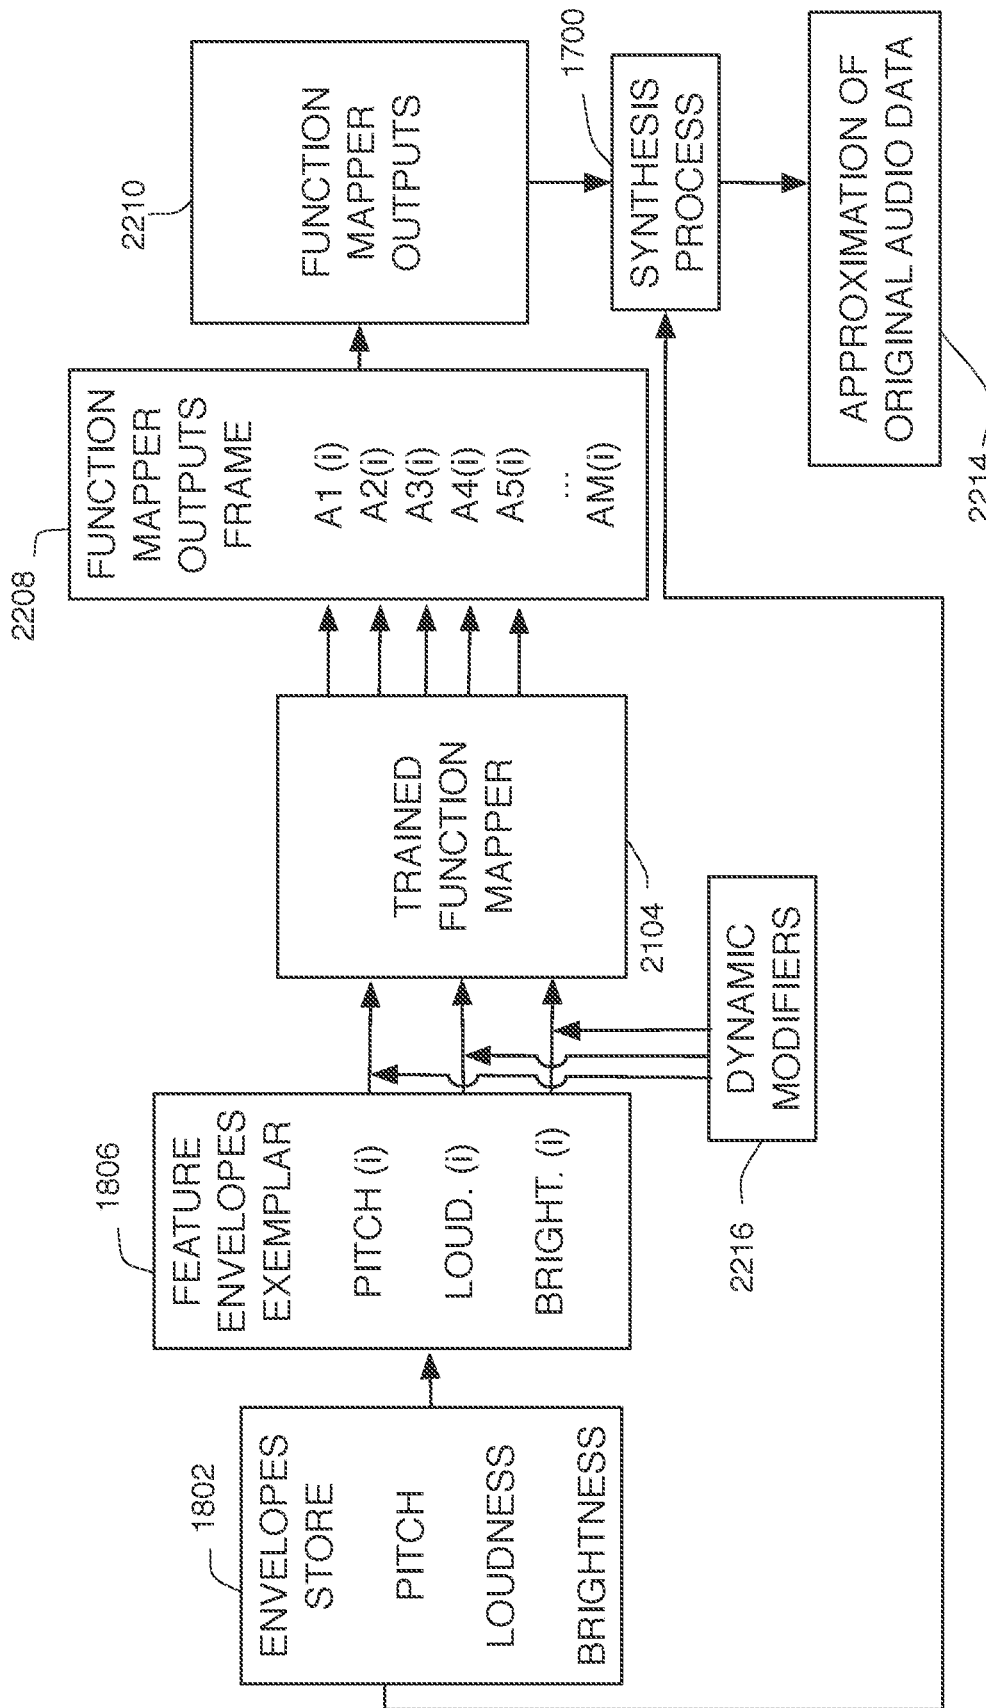 1802
ENVELOPES
STORE
PITCH
LOUDNESS
BRIGHTNESS
1806
FEATURE
ENVELOPES
EXEMPLAR
PITCH (i)
LOUD. (i)
BRIGHT. (i)
2216
DYNAMIC
MODIFIERS
TRAINED
FUNCTION
MAPPER
2104
2208
FUNCTION
MAPPER
OUTPUTS
FRAME
A1 (i)
A2(i)
A3(i)
A4(i)
A5(i)
...
AM(i)
2210
FUNCTION
MAPPER
OUTPUTS
1700
SYNTHESIS
PROCESS
APPROXIMATION OF
ORIGINAL AUDIO DATA
2214